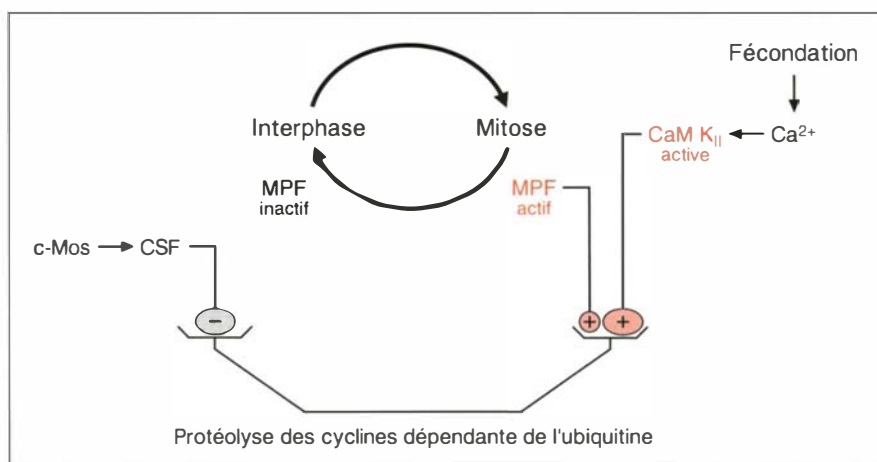 Fécondation
Interphase
Mitose
CaM K<sub>II</sub>
active
Ca²⁺
MPF
inactif
MPF
actif
c-Mos
CSF
−
+
+
Protéolyse des cyclines dépendante de l'ubiquitine